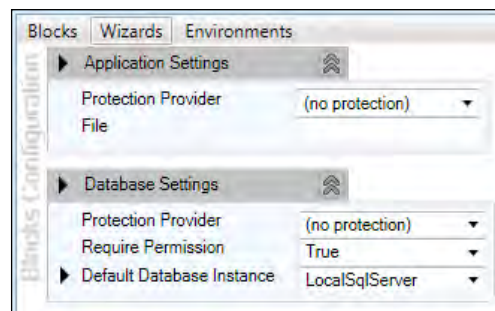 Blocks Wizards Environments
Application Settings
Protection Provider (no protection)
File
Database Settings
Protection Provider (no protection)
Require Permission True
Default Database Instance LocalSqlServer
Blocks Configuration